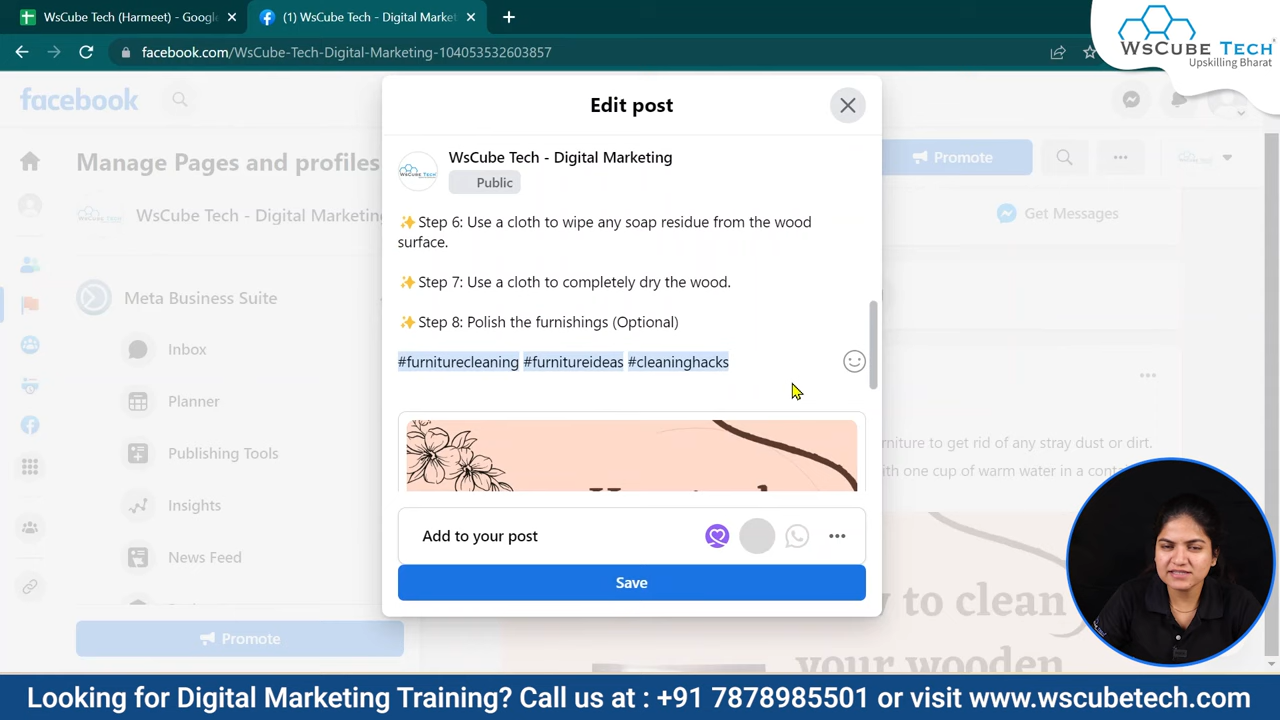 WsCube Tech (Harmeet) - Googl
(1) WsCube Tech - Digital Market
facebook.com/WsCube-Tech-Digital-Marketing-104053532603857
WSCUBE TECH
Upskilling Bharat
facebook
Edit post
Manage Pages and profiles
WsCube Tech - Digital Marketing
Public
Promote
WsCube Tech - Digital Marketing
Get Messages
✨Step 6: Use a cloth to wipe any soap residue from the wood
surface.
✨Step 7: Use a cloth to completely dry the wood.
✨Step 8: Polish the furnishings (Optional)
#furniturecleaning #furnitureideas #cleaninghacks
Meta Business Suite
Inbox
Planner
Publishing Tools
Insights
News Feed
Promote
rniture to get rid of any stray dust or dirt.
with one cup of warm water in a conta
Add to your post
Save
y to clean
your wooden
Looking for Digital Marketing Training? Call us at : +91 7878985501 or visit www.wscubetech.com